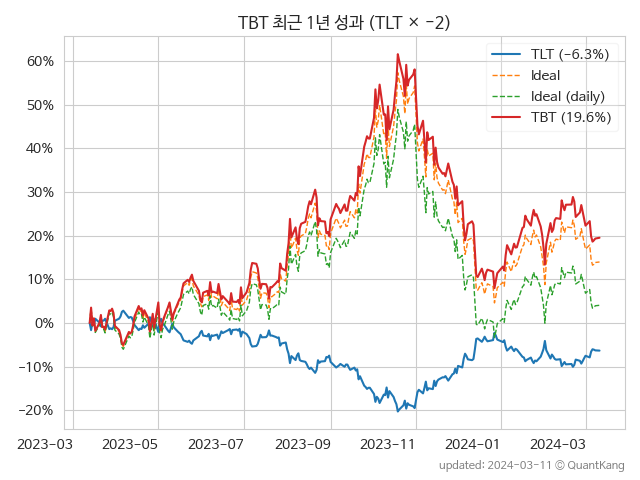 TBT 최근 1년 성과 (TLT × -2)
TLT (-6.3%)
Ideal
Ideal (daily)
TBT (19.6%)
60%
50%
40%
30%
20%
10%
0%
-10%
-20%
2023-03
2023-05
2023-07
2023-09
2023-11
2024-01
2024-03
updated: 2024-03-11 © QuantKang